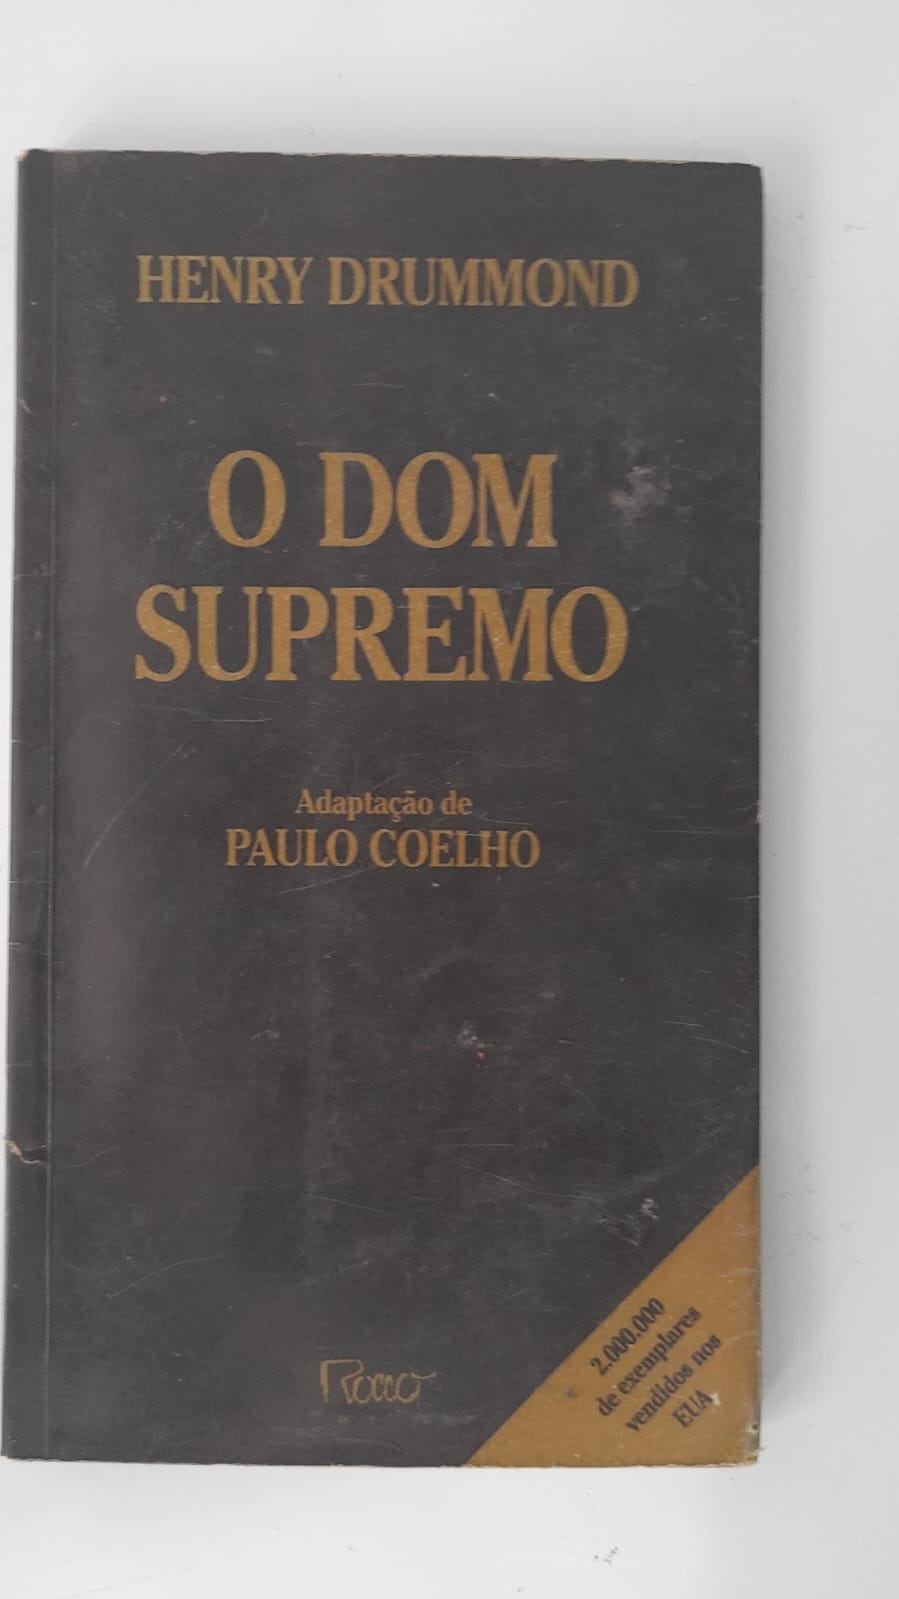 HENRY DRUMMOND
O DOM
SUPREMO
Adaptação de
PAULO COELHO
Rocco
2.000.000
de exemplares
vendidos nos
EUA